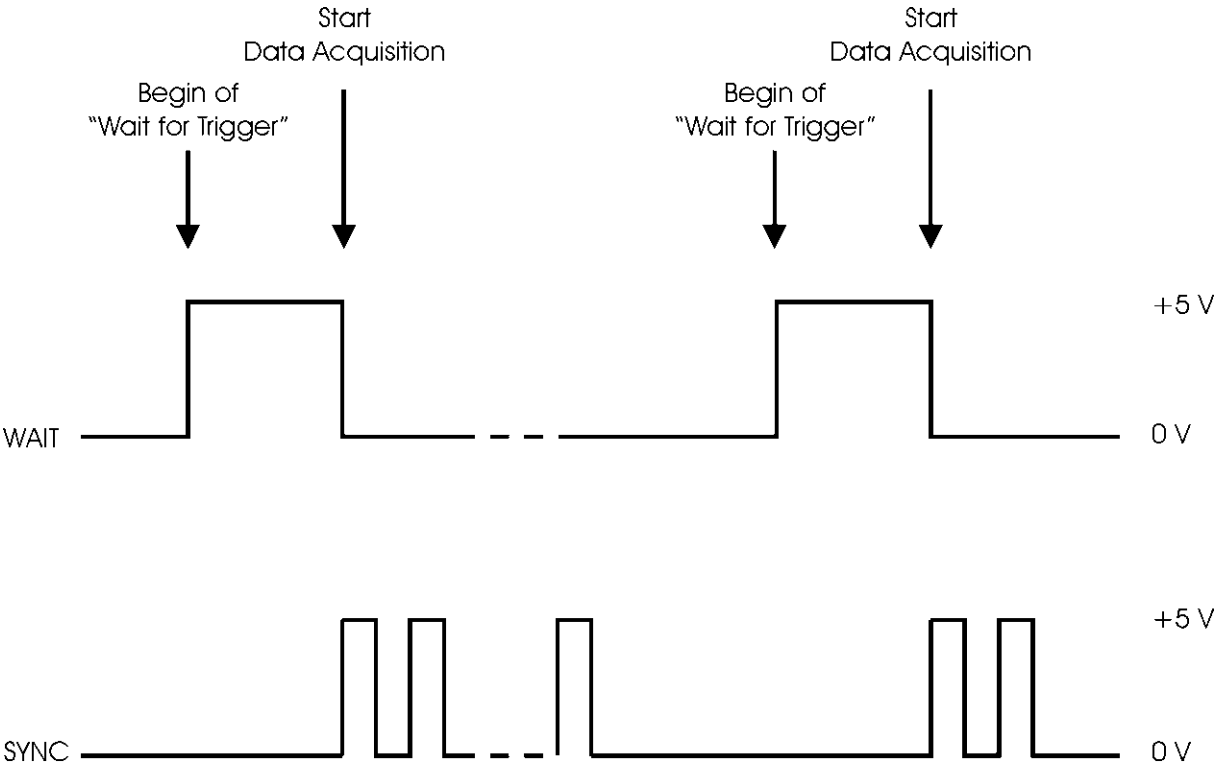 Start
Data Acquisition
Start
Data Acquisition
Begin of
“Wait for Trigger”
Begin of
“Wait for Trigger”
+5 V
WAIT
0 V
+5 V
SYNC
0 V